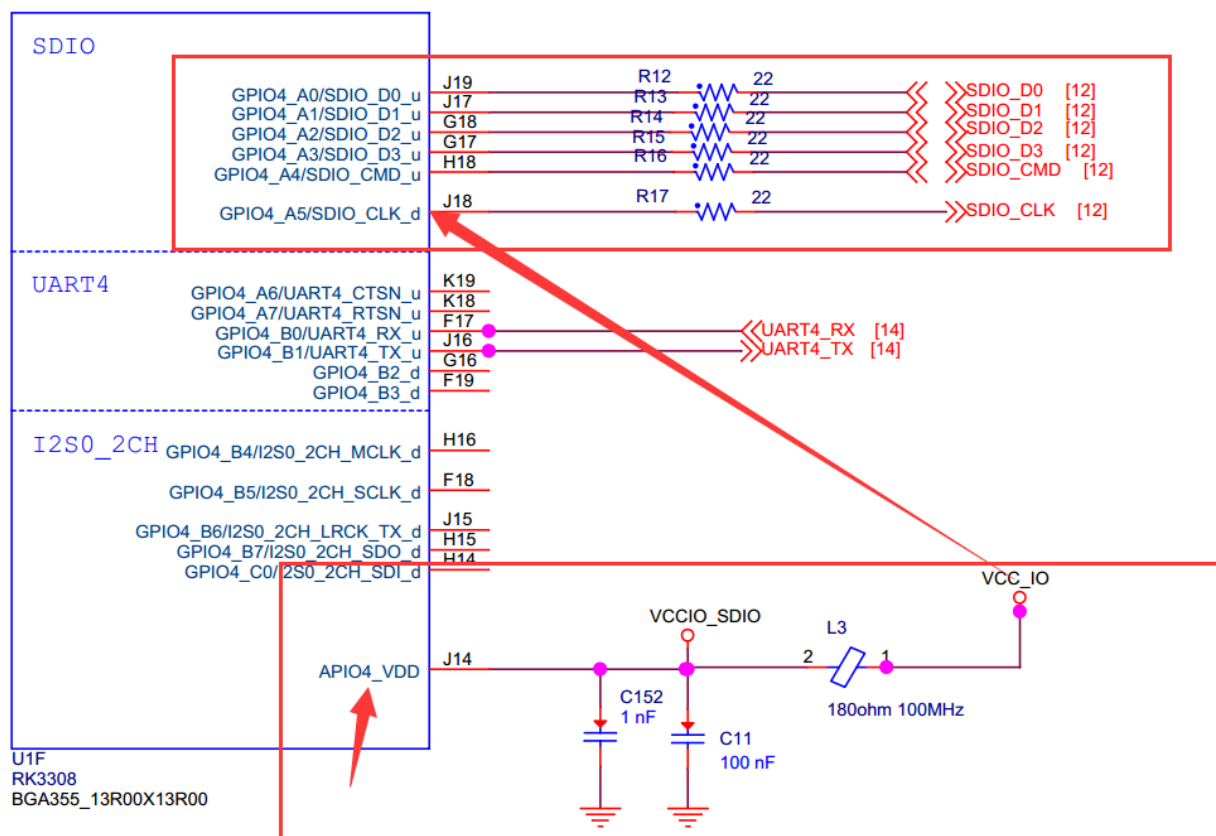 SDIO
GPIO4_A0/SDIO_D0_u J19 R12 22 SDIO_D0 [12]
GPIO4_A1/SDIO_D1_u J17 R13 22 SDIO_D1 [12]
GPIO4_A2/SDIO_D2_u G18 R14 22 SDIO_D2 [12]
GPIO4_A3/SDIO_D3_u G17 R15 22 SDIO_D3 [12]
GPIO4_A4/SDIO_CMD_u H18 R16 22 SDIO_CMD [12]
GPIO4_A5/SDIO_CLK_d J18 R17 22 SDIO_CLK [12]
UART4
GPIO4_A6/UART4_CTSN_u K19
GPIO4_A7/UART4_RTSN_u K18
GPIO4_B0/UART4_RX_u F17 UART4_RX [14]
GPIO4_B1/UART4_TX_u J16 UART4_TX [14]
GPIO4_B2_d G16
GPIO4_B3_d F19
I2S0_2CH
GPIO4_B4/I2S0_2CH_MCLK_d H16
GPIO4_B5/I2S0_2CH_SCLK_d F18
GPIO4_B6/I2S0_2CH_LRCK_TX_d J15
GPIO4_B7/I2S0_2CH_SDO_d H15
GPIO4_C0/I2S0_2CH_SDI_d H14
VCC_IO
VCCIO_SDIO
L3
2 1
APIO4_VDD J14
180ohm 100MHz
C152
1 nF
C11
100 nF
U1F
RK3308
BGA355_13R00X13R00